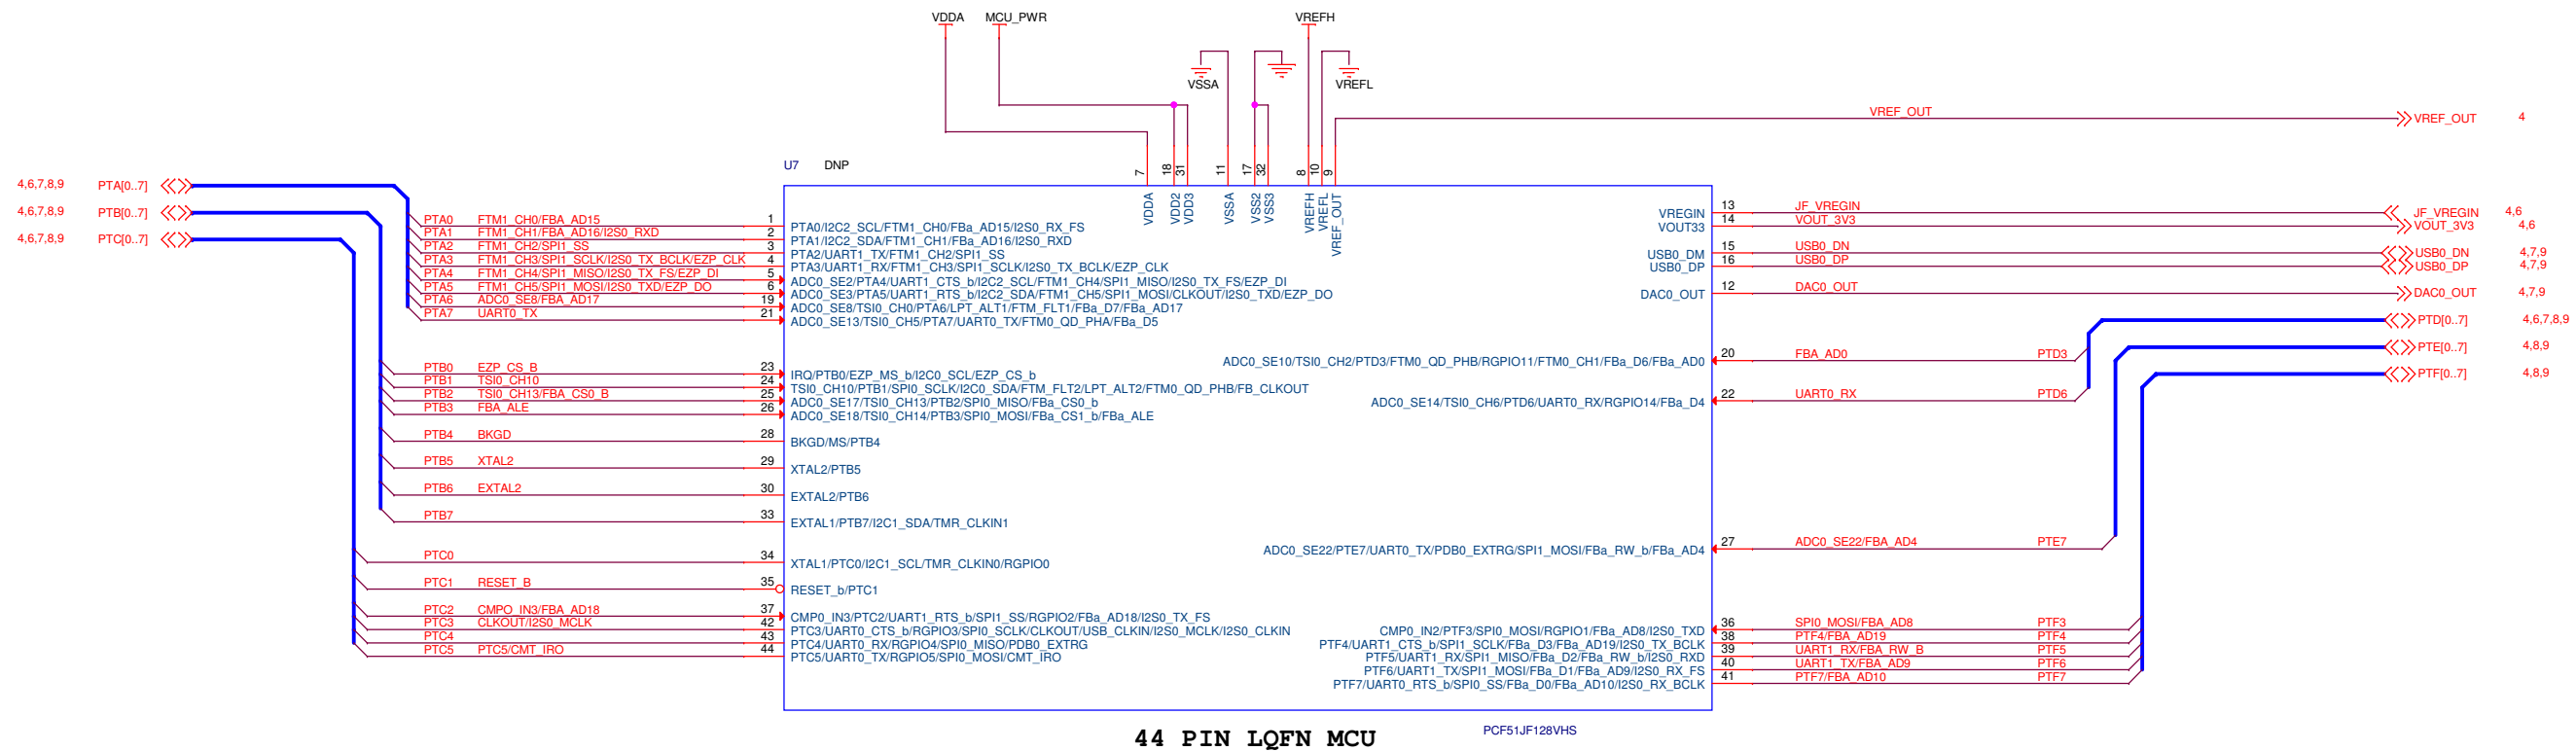 VDDA MCU_PWR VREFH
VSSA VREFL
VREF_OUT VREF_OUT 4
U7 DNP
7 18 31 11 17 32 8 10 9
VDDA VDD2 VDD3 VSSA VSS2 VSS3 VREFH VREFL VREF_OUT
4,6,7,8,9 PTA[0..7]
4,6,7,8,9 PTB[0..7]
4,6,7,8,9 PTC[0..7]
PTA0 FTM1_CH0/FBA_AD15 1 PTA0/I2C2_SCL/FTM1_CH0/FBa_AD15/I2S0_RX_FS
PTA1 FTM1_CH1/FBA_AD16/I2S0_RXD 2 PTA1/I2C2_SDA/FTM1_CH1/FBa_AD16/I2S0_RXD
PTA2 FTM1_CH2/SPI1_SS 3 PTA2/UART1_TX/FTM1_CH2/SPI1_SS
PTA3 FTM1_CH3/SPI1_SCLK/I2S0_TX_BCLK/EZP_CLK 4 PTA3/UART1_RX/FTM1_CH3/SPI1_SCLK/I2S0_TX_BCLK/EZP_CLK
PTA4 FTM1_CH4/SPI1_MISO/I2S0_TX_FS/EZP_DI 5 ADC0_SE2/PTA4/UART1_CTS_b/I2C2_SCL/FTM1_CH4/SPI1_MISO/I2S0_TX_FS/EZP_DI
PTA5 FTM1_CH5/SPI1_MOSI/I2S0_TXD/EZP_DO 6 ADC0_SE3/PTA5/UART1_RTS_b/I2C2_SDA/FTM1_CH5/SPI1_MOSI/CLKOUT/I2S0_TXD/EZP_DO
PTA6 ADC0_SE8/FBA_AD17 19 ADC0_SE8/TSI0_CH0/PTA6/LPT_ALT1/FTM_FLT1/FBa_D7/FBa_AD17
PTA7 UART0_TX 21 ADC0_SE13/TSI0_CH5/PTA7/UART0_TX/FTM0_QD_PHA/FBa_D5
PTB0 EZP_CS_B 23 IRQ/PTB0/EZP_MS_b/I2C0_SCL/EZP_CS_b
PTB1 TSI0_CH10 24 TSI0_CH10/PTB1/SPI0_SCLK/I2C0_SDA/FTM_FLT2/LPT_ALT2/FTM0_QD_PHB/FB_CLKOUT
PTB2 TSI0_CH13/FBA_CS0_B 25 ADC0_SE17/TSI0_CH13/PTB2/SPI0_MISO/FBa_CS0_b
PTB3 FBA_ALE 26 ADC0_SE18/TSI0_CH14/PTB3/SPI0_MOSI/FBa_CS1_b/FBa_ALE
PTB4 BKGD 28 BKGD/MS/PTB4
PTB5 XTAL2 29 XTAL2/PTB5
PTB6 EXTAL2 30 EXTAL2/PTB6
PTB7 33 EXTAL1/PTB7/I2C1_SDA/TMR_CLKIN1
PTC0 34 XTAL1/PTC0/I2C1_SCL/TMR_CLKIN0/RGPIO0
PTC1 RESET_B 35 RESET_b/PTC1
PTC2 CMPO_IN3/FBA_AD18 37 CMP0_IN3/PTC2/UART1_RTS_b/SPI1_SS/RGPIO2/FBa_AD18/I2S0_TX_FS
PTC3 CLKOUT/I2S0_MCLK 42 PTC3/UART0_CTS_b/RGPIO3/SPI0_SCLK/CLKOUT/USB_CLKIN/I2S0_MCLK/I2S0_CLKIN
PTC4 43 PTC4/UART0_RX/RGPIO4/SPI0_MISO/PDB0_EXTRG
PTC5 PTC5/CMT_IRO 44 PTC5/UART0_TX/RGPIO5/SPI0_MOSI/CMT_IRO
VREGIN 13 JF_VREGIN JF_VREGIN 4,6
VOUT33 14 VOUT_3V3 VOUT_3V3 4,6
USB0_DM 15 USB0_DN USB0_DN 4,7,9
USB0_DP 16 USB0_DP USB0_DP 4,7,9
DAC0_OUT 12 DAC0_OUT DAC0_OUT 4,7,9
PTD[0..7] 4,6,7,8,9
PTE[0..7] 4,8,9
PTF[0..7] 4,8,9
ADC0_SE10/TSI0_CH2/PTD3/FTM0_QD_PHB/RGPIO11/FTM0_CH1/FBa_D6/FBa_AD0 20 FBA_AD0 PTD3
ADC0_SE14/TSI0_CH6/PTD6/UART0_RX/RGPIO14/FBa_D4 22 UART0_RX PTD6
ADC0_SE22/PTE7/UART0_TX/PDB0_EXTRG/SPI1_MOSI/FBa_RW_b/FBa_AD4 27 ADC0_SE22/FBA_AD4 PTE7
CMP0_IN2/PTF3/SPI0_MOSI/RGPIO1/FBa_AD8/I2S0_TXD 36 SPI0_MOSI/FBA_AD8 PTF3
PTF4/UART1_CTS_b/SPI1_SCLK/FBa_D3/FBa_AD19/I2S0_TX_BCLK 38 PTF4/FBA_AD19 PTF4
PTF5/UART1_RX/SPI1_MISO/FBa_D2/FBa_RW_b/I2S0_RXD 39 UART1_RX/FBA_RW_B PTF5
PTF6/UART1_TX/SPI1_MOSI/FBa_D1/FBa_AD9/I2S0_RX_FS 40 UART1_TX/FBA_AD9 PTF6
PTF7/UART0_RTS_b/SPI0_SS/FBa_D0/FBa_AD10/I2S0_RX_BCLK 41 PTF7/FBA_AD10 PTF7
PCF51JF128VHS
44 PIN LQFN MCU